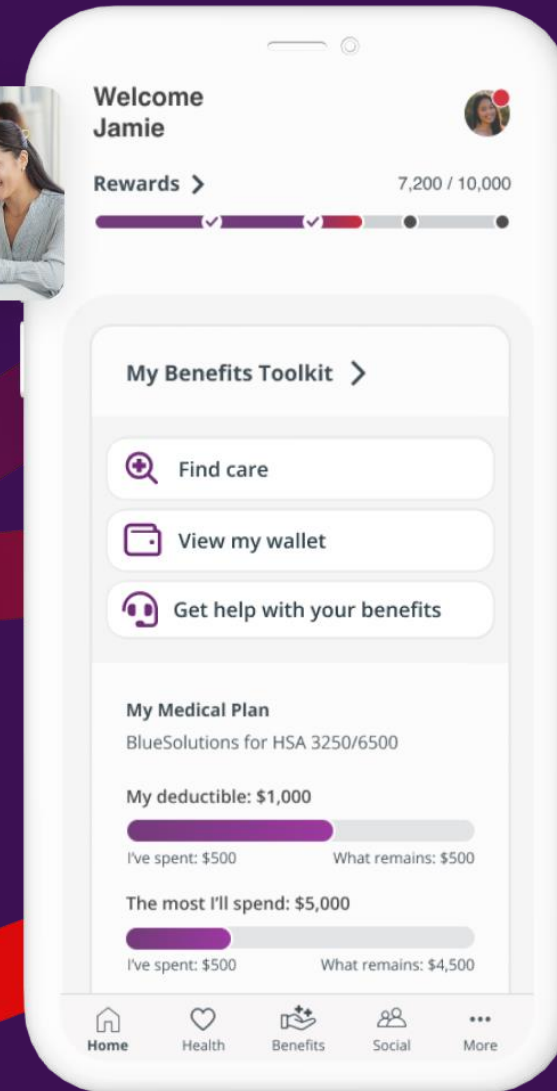 Welcome
Jamie
Rewards
7,200 / 10,000
My Benefits Toolkit
Find care
View my wallet
Get help with your benefits
My Medical Plan
BlueSolutions for HSA 3250/6500
My deductible: $1,000
I've spent: $500 What remains: $500
The most I'll spend: $5,000
I've spent: $500 What remains: $4,500
Home Health Benefits Social More